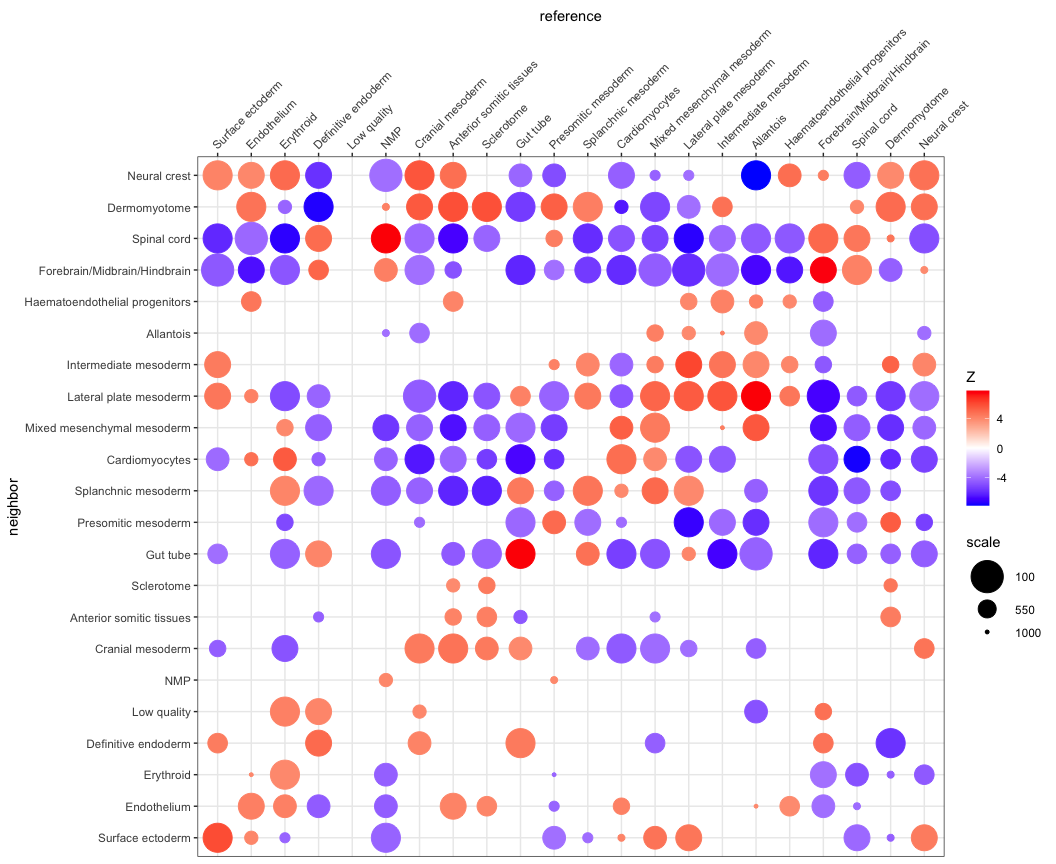 reference
Surface ectoderm
Endothelium
Erythroid
Definitive endoderm
Low quality
NMP
Cranial mesoderm
Anterior somitic tissues
Sclerotome
Gut tube
Presomitic mesoderm
Splanchnic mesoderm
Cardiomyocytes
Mixed mesenchymal mesoderm
Lateral plate mesoderm
Intermediate mesoderm
Allantois
Haematoendothelial progenitors
Forebrain/Midbrain/Hindbrain
Spinal cord
Dermomyotome
Neural crest
neighbor
Neural crest
Dermomyotome
Spinal cord
Forebrain/Midbrain/Hindbrain
Haematoendothelial progenitors
Allantois
Intermediate mesoderm
Lateral plate mesoderm
Mixed mesenchymal mesoderm
Cardiomyocytes
Splanchnic mesoderm
Presomitic mesoderm
Gut tube
Sclerotome
Anterior somitic tissues
Cranial mesoderm
NMP
Low quality
Definitive endoderm
Erythroid
Endothelium
Surface ectoderm
Z
4
0
-4
scale
100
550
1000